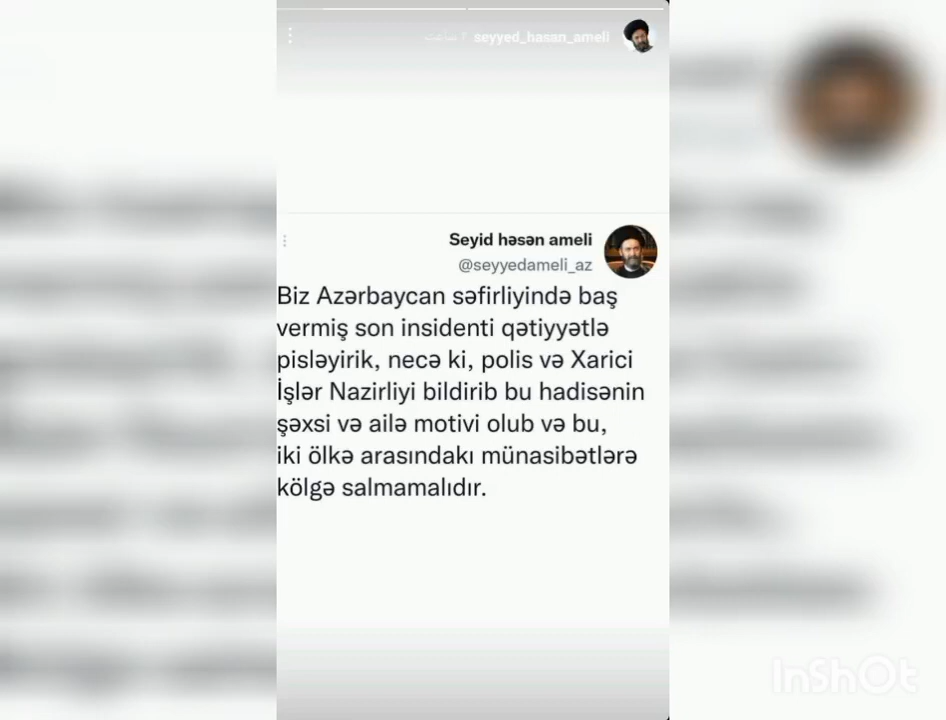 seyyed_hasan_ameli ۲ ساعت
Seyid həsən ameli
@seyyedameli_az
Biz Azərbaycan səfirliyində baş
vermiş son insidenti qətiyyətlə
pisləyirik, necə ki, polis və Xarici
İşlər Nazirliyi bildirib bu hadisənin
şəxsi və ailə motivi olub və bu,
iki ölkə arasındakı münasibətlərə
kölgə salmamalıdır.
InShOt